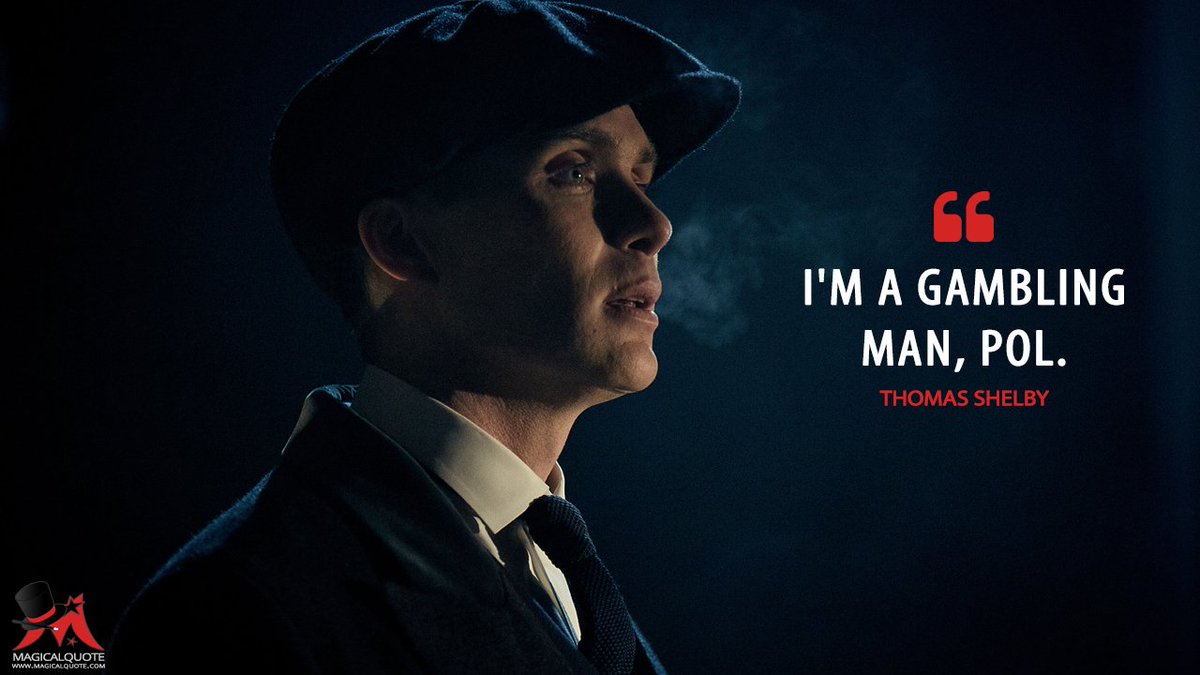 “
I'M A GAMBLING
MAN, POL.
THOMAS SHELBY
MAGICALQUOTE
WWW.MAGICALQUOTE.COM